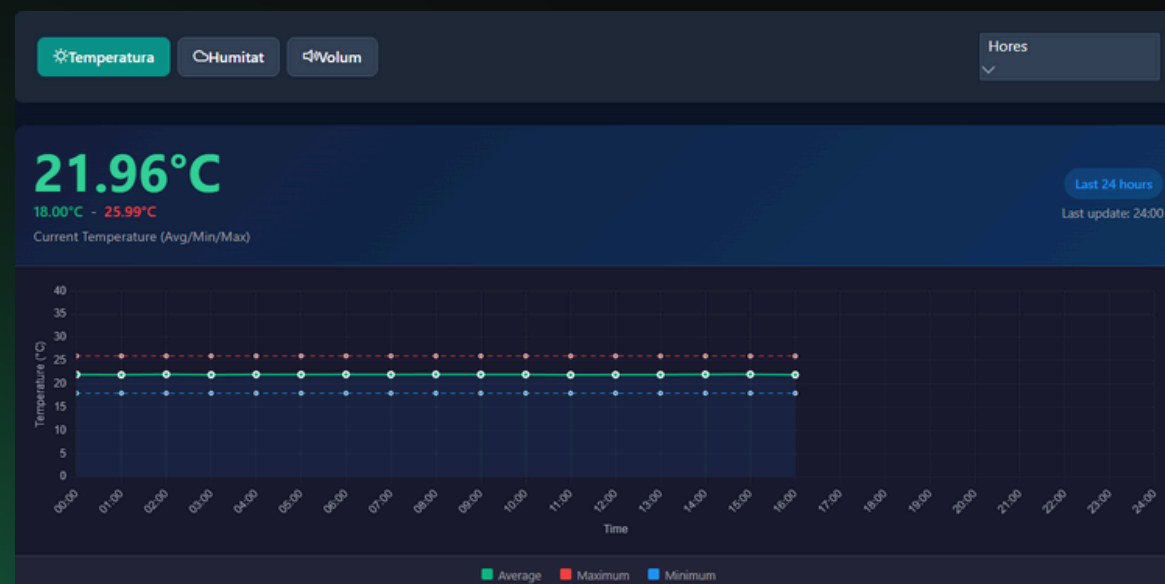 Temperatura Humitat Volum
Hores
21.96°C
18.00°C - 25.99°C
Current Temperature (Avg/Min/Max)
Last 24 hours
Last update: 24:00
Temperature (°C)
40
35
30
25
20
15
10
5
0
00:00 01:00 02:00 03:00 04:00 05:00 06:00 07:00 08:00 09:00 10:00 11:00 12:00 13:00 14:00 15:00 16:00 17:00 18:00 19:00 20:00 21:00 22:00 23:00 24:00
Time
Average Maximum Minimum